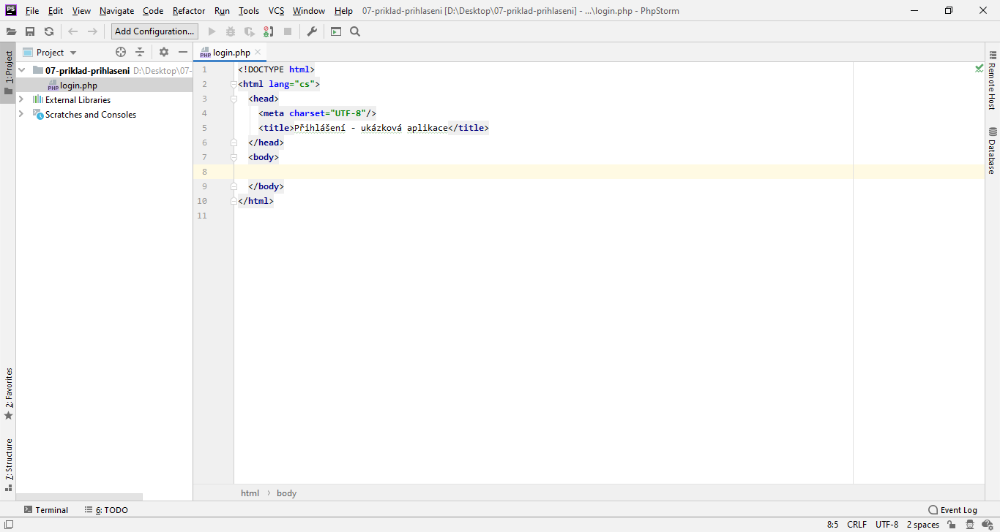 PS File Edit View Navigate Code Refactor Run Tools VCS Window Help 07-priklad-prihlaseni [D:\Desktop\07-priklad-prihlaseni] - ...\login.php - PhpStorm
Add Configuration...
1: Project
Project
07-priklad-prihlaseni D:\Desktop\07-
PHP login.php
External Libraries
Scratches and Consoles
2: Favorites
7: Structure
PHP login.php
1 <!DOCTYPE html>
2 <html lang="cs">
3 <head>
4 <meta charset="UTF-8"/>
5 <title>Přihlášení - ukázková aplikace</title>
6 </head>
7 <body>
8
9 </body>
10 </html>
11
html › body
Remote Host
Database
Terminal 6: TODO Event Log
8:5 CRLF UTF-8 2 spaces